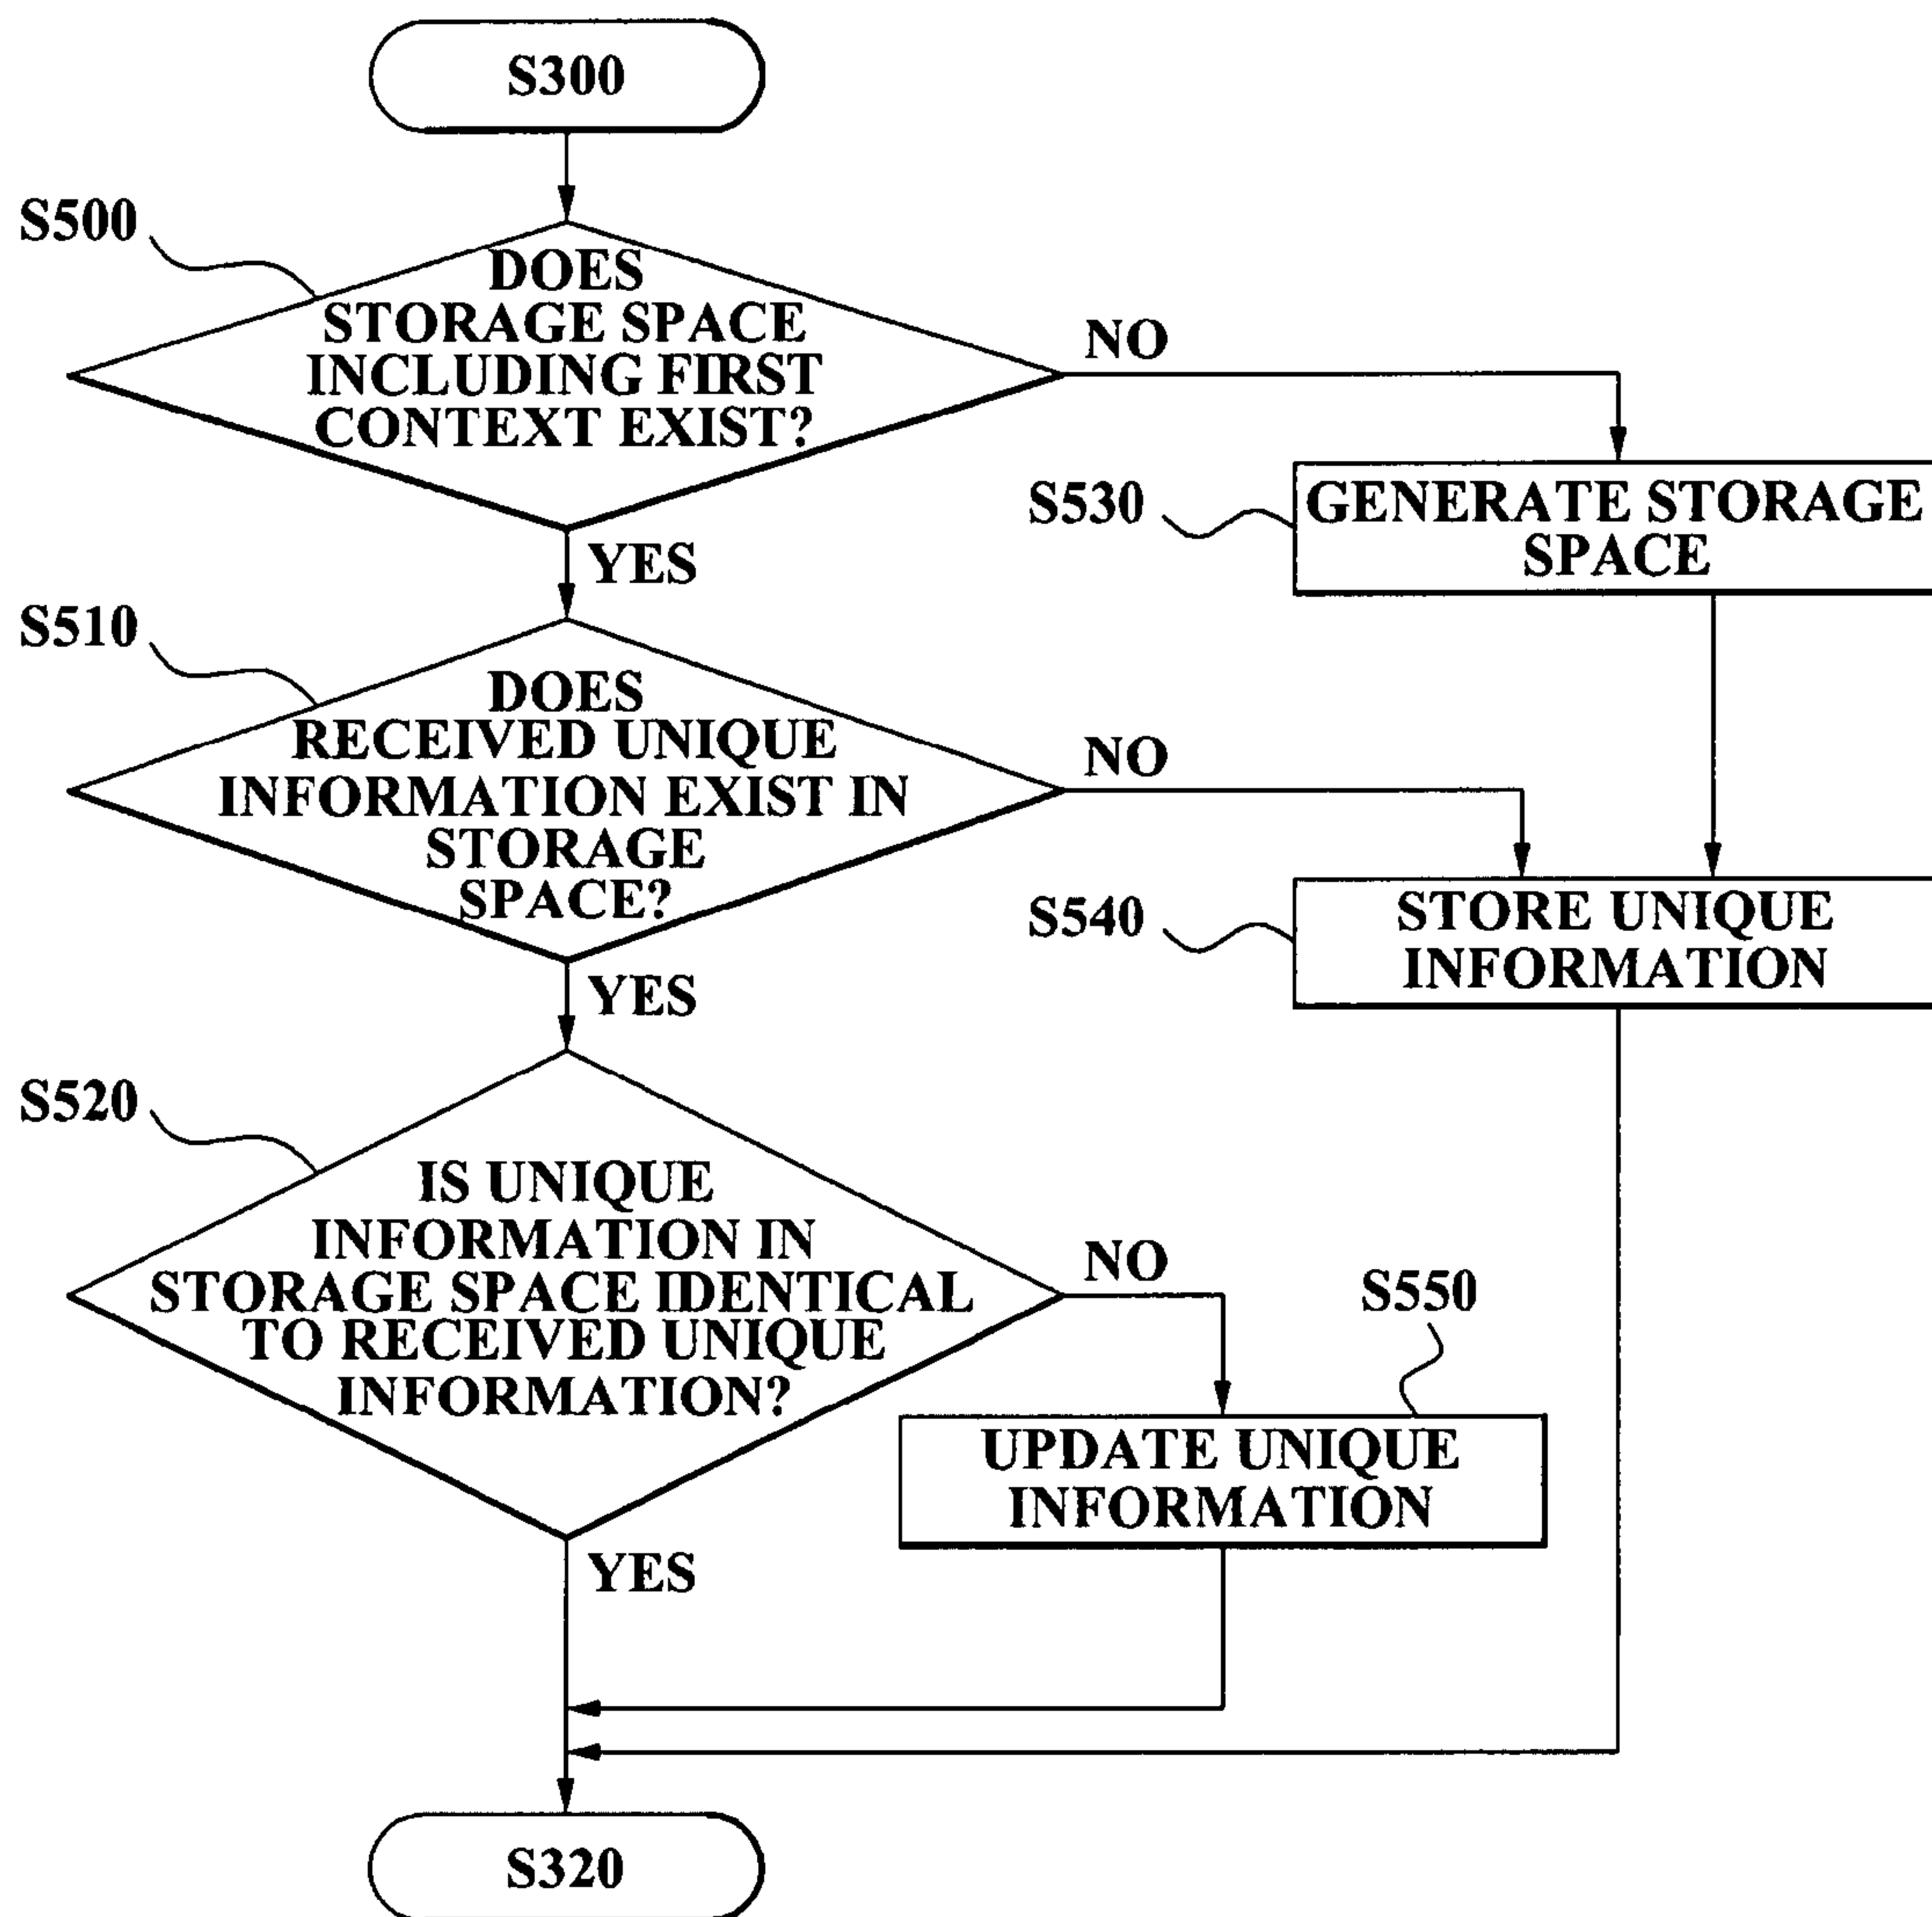 S300
S500
DOES
STORAGE SPACE
INCLUDING FIRST
CONTEXT EXIST?
NO
YES
S530
GENERATE STORAGE
SPACE
S510
DOES
RECEIVED UNIQUE
INFORMATION EXIST IN
STORAGE
SPACE?
NO
YES
S540
STORE UNIQUE
INFORMATION
S520
IS UNIQUE
INFORMATION IN
STORAGE SPACE IDENTICAL
TO RECEIVED UNIQUE
INFORMATION?
NO
YES
S550
UPDATE UNIQUE
INFORMATION
S320